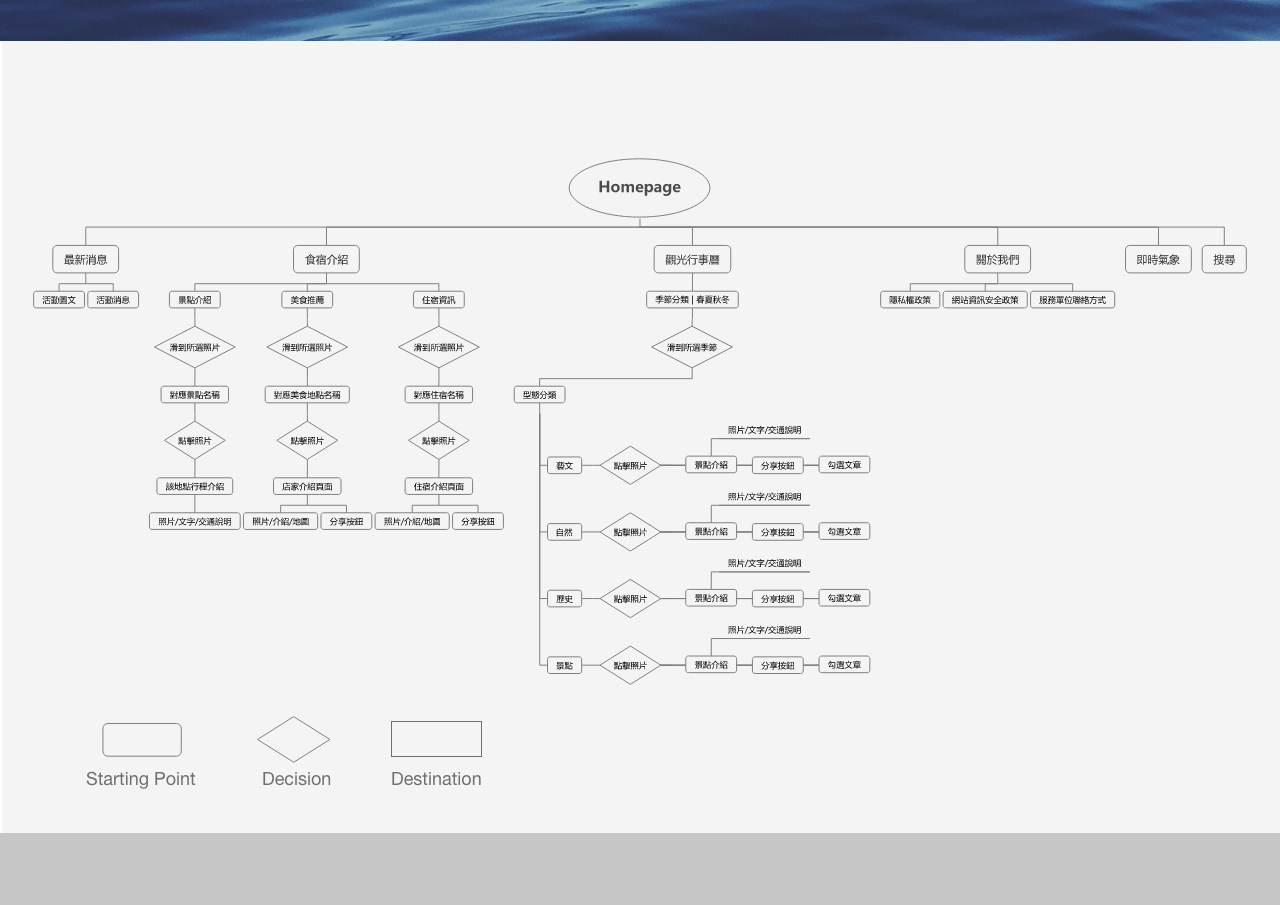 Homepage
最新消息
食宿介紹
觀光行事曆
關於我們
即時氣象
搜尋
活動圖文
活動消息
景點介紹
美食推薦
住宿資訊
季節分類 | 春夏秋冬
隱私權政策
網站資訊安全政策
服務單位聯絡方式
滑到所選照片
滑到所選照片
滑到所選照片
滑到所選季節
對應景點名稱
對應美食地點名稱
對應住宿名稱
型態分類
點擊照片
點擊照片
點擊照片
該地點行程介紹
店家介紹頁面
住宿介紹頁面
照片/文字/交通說明
照片/介紹/地圖
分享按鈕
照片/介紹/地圖
分享按鈕
照片/文字/交通說明
藝文
點擊照片
景點介紹
分享按鈕
勾選文章
照片/文字/交通說明
自然
點擊照片
景點介紹
分享按鈕
勾選文章
照片/文字/交通說明
歷史
點擊照片
景點介紹
分享按鈕
勾選文章
照片/文字/交通說明
景點
點擊照片
景點介紹
分享按鈕
勾選文章
Starting Point
Decision
Destination